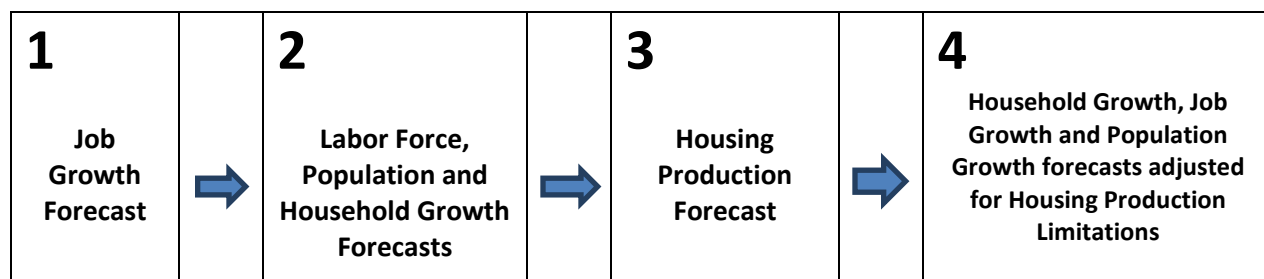 1
Job
Growth
Forecast
2
Labor Force,
Population and
Household Growth
Forecasts
3
Housing
Production
Forecast
4
Household Growth, Job
Growth and Population
Growth forecasts adjusted
for Housing Production
Limitations